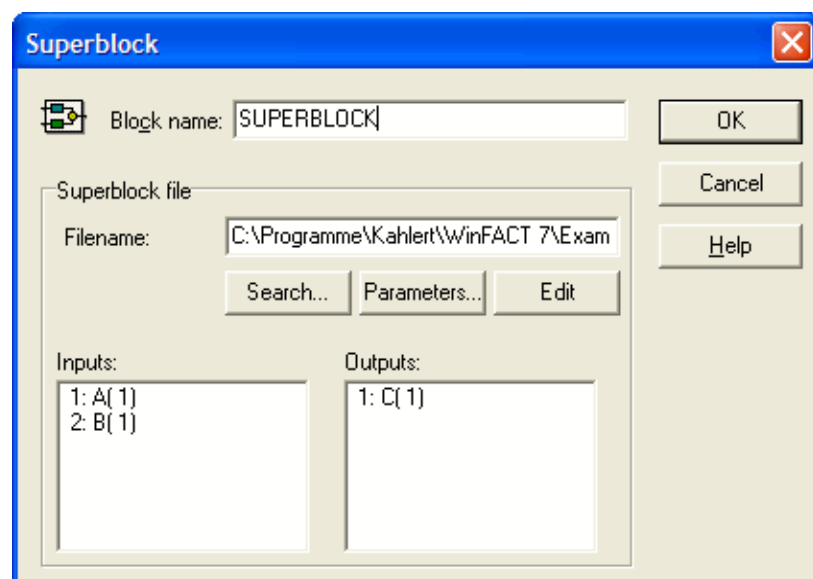 Superblock
Block name: SUPERBLOCK
OK
Cancel
Help
Superblock file
Filename: C:\Programme\Kahlert\WinFACT 7\Exam
Search... Parameters... Edit
Inputs: Outputs:
1: A( 1) 1: C( 1)
2: B( 1)